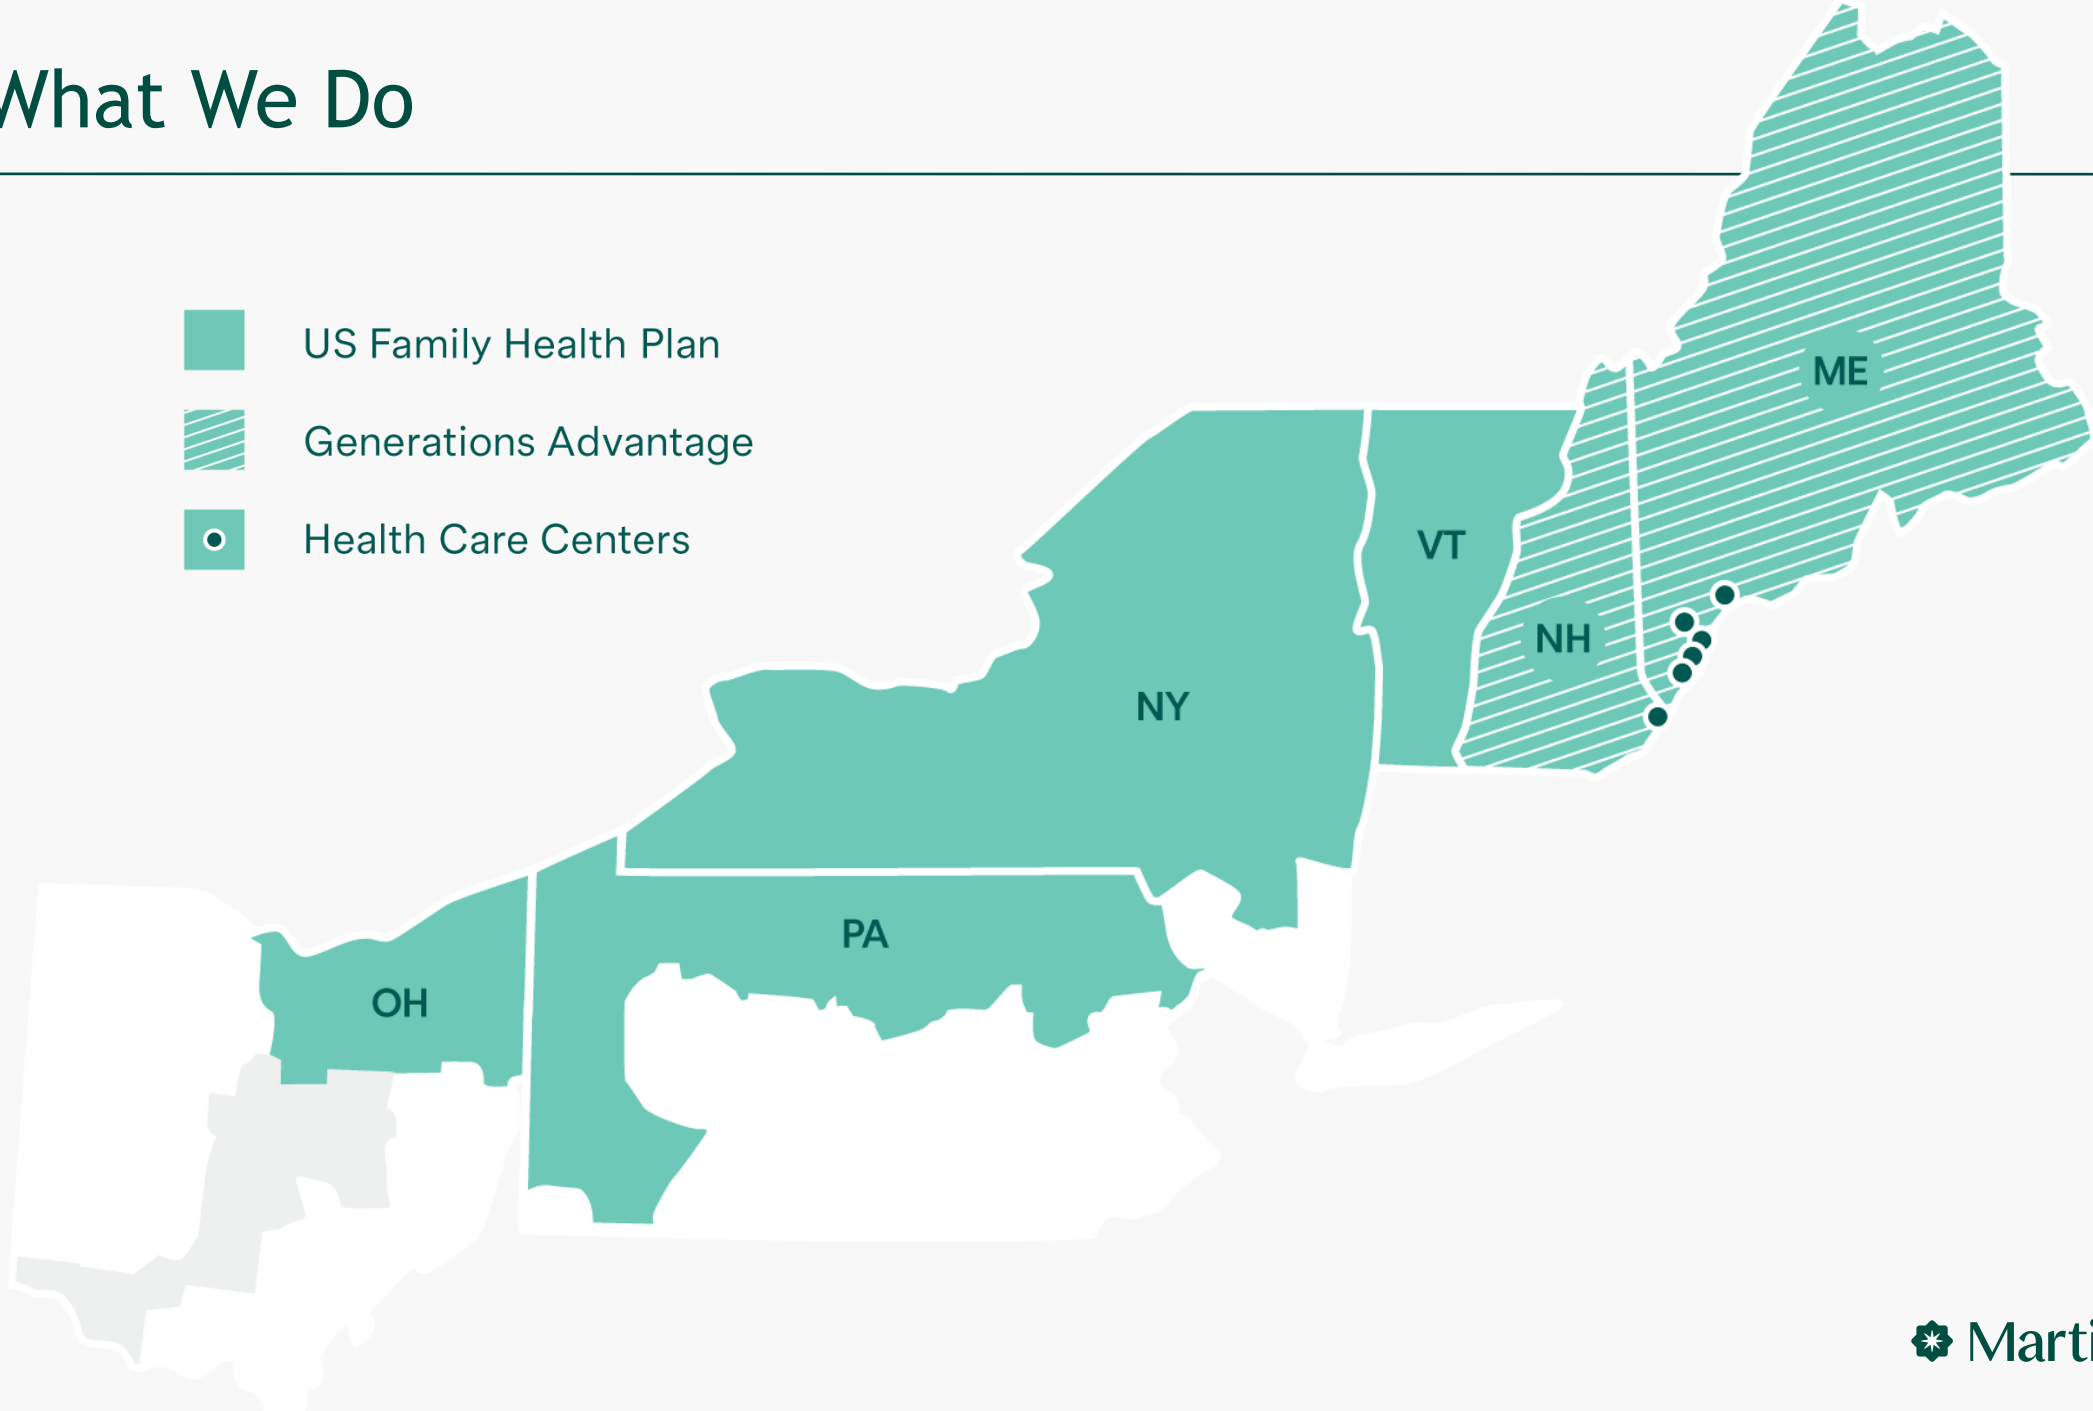 What We Do
US Family Health Plan
Generations Advantage
Health Care Centers
ME
VT
NH
NY
PA
OH
Marti